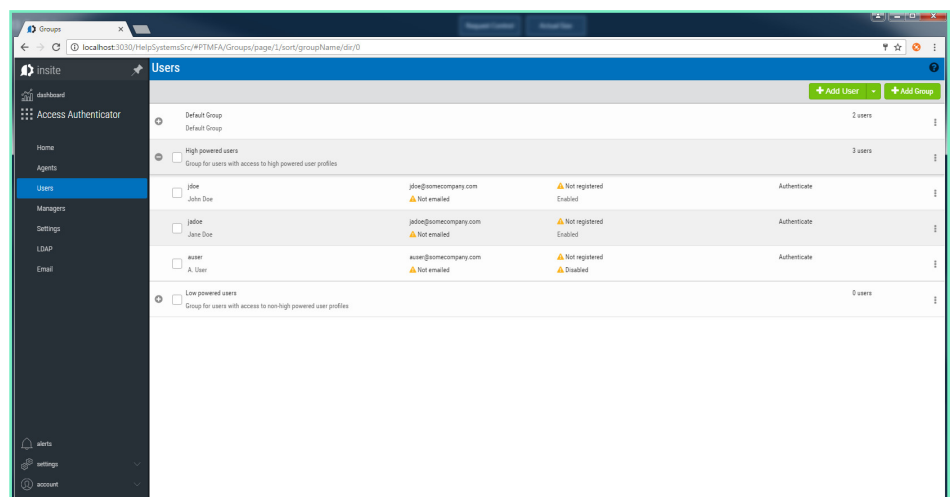 Groups
Request Control
Annual Use
localhost:3030/HelpSystemsSrc/#PTMFA/Groups/page/1/sort/groupName/dir/0
insite
Users
dashboard
Add User
Add Group
Access Authenticator
Default Group
2 users
Default Group
Home
High powered users
3 users
Group for users with access to high powered user profiles
Agents
Users
jdoe
jdoe@somecompany.com
Not registered
Authenticate
John Doe
Not emailed
Enabled
Managers
Settings
jadoe
jadoe@somecompany.com
Not registered
Authenticate
Jane Doe
Not emailed
Enabled
LDAP
auser
auser@somecompany.com
Not registered
Authenticate
A. User
Not emailed
Disabled
Email
Low powered users
0 users
Group for users with access to non-high powered user profiles
alerts
settings
account